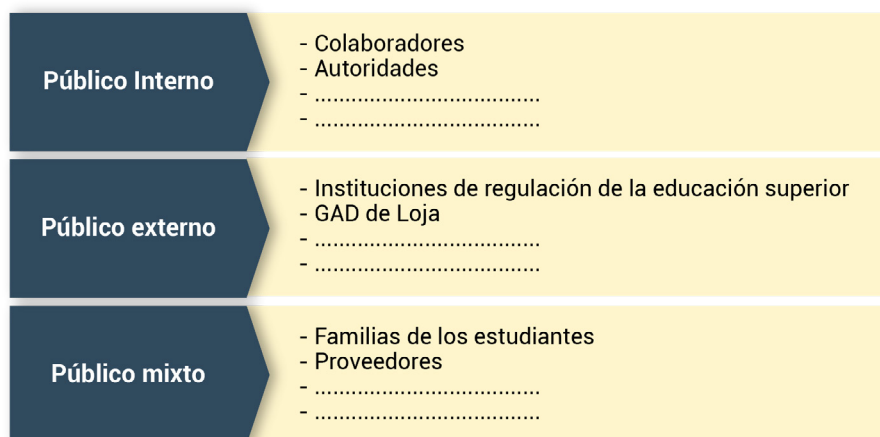 Público Interno
- Colaboradores
- Autoridades
- .......................................
- .......................................
Público externo
- Instituciones de regulación de la educación superior
- GAD de Loja
- .......................................
- .......................................
Público mixto
- Familias de los estudiantes
- Proveedores
- .......................................
- .......................................